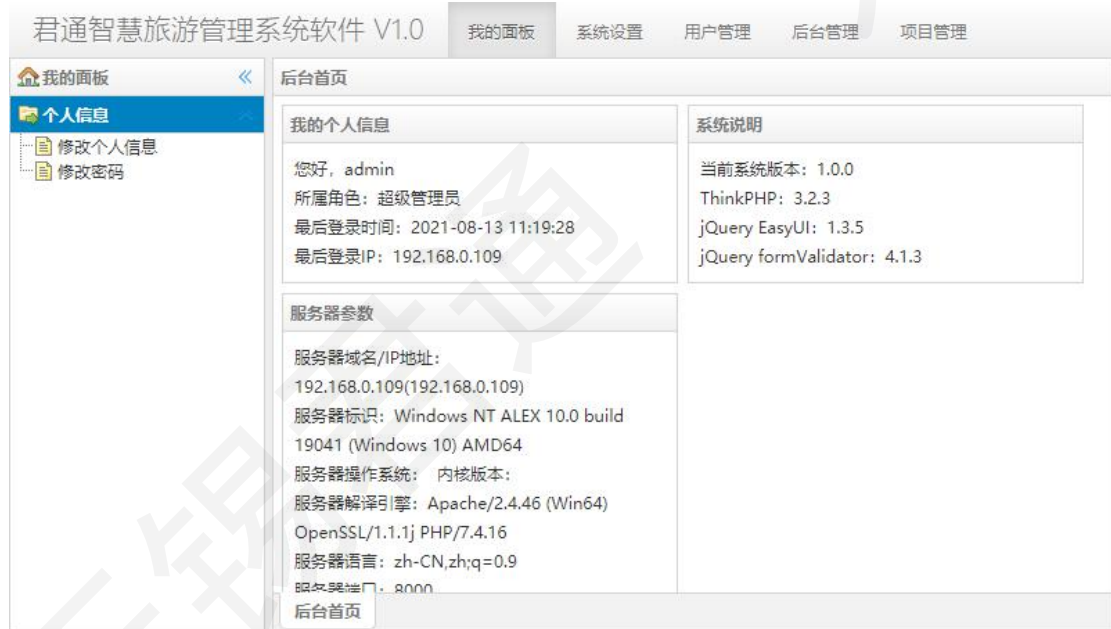 君通智慧旅游管理系统软件 V1.0
我的面板
系统设置
用户管理
后台管理
项目管理
我的面板
后台首页
个人信息
修改个人信息
修改密码
我的个人信息
您好，admin
所属角色：超级管理员
最后登录时间：2021-08-13 11:19:28
最后登录IP：192.168.0.109
系统说明
当前系统版本：1.0.0
ThinkPHP：3.2.3
jQuery EasyUI：1.3.5
jQuery formValidator：4.1.3
服务器参数
服务器域名/IP地址：
192.168.0.109(192.168.0.109)
服务器标识：Windows NT ALEX 10.0 build
19041 (Windows 10) AMD64
服务器操作系统： 内核版本：
服务器解译引擎：Apache/2.4.46 (Win64)
OpenSSL/1.1.1j PHP/7.4.16
服务器语言：zh-CN,zh;q=0.9
服务器端口：8000
后台首页
锡君通